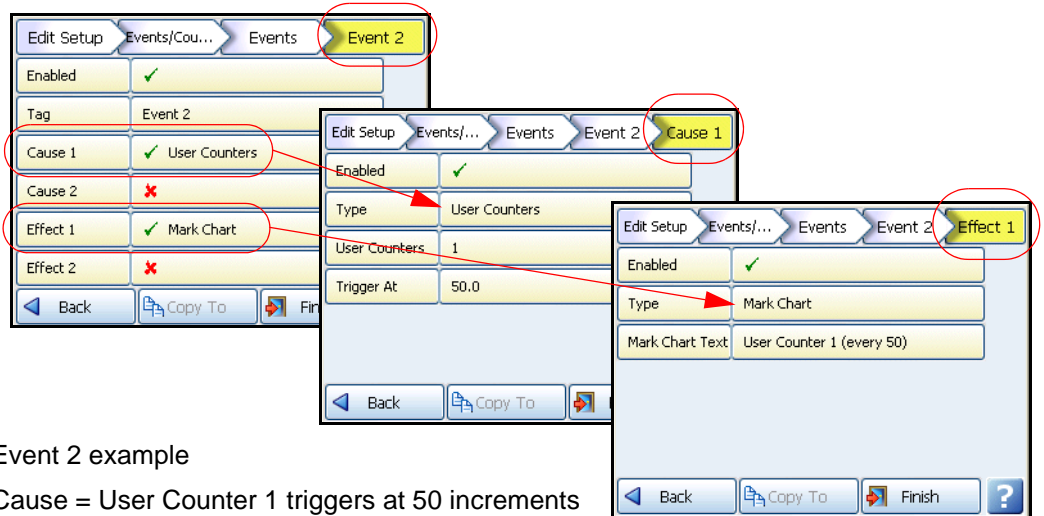 Edit Setup Events/Cou... Events Event 2
Enabled
Tag Event 2
Cause 1 User Counters
Cause 2
Effect 1 Mark Chart
Effect 2
Back Copy To Fin
Edit Setup Events/... Events Event 2 Cause 1
Enabled
Type User Counters
User Counters 1
Trigger At 50.0
Back Copy To
Edit Setup Events/... Events Event 2 Effect 1
Enabled
Type Mark Chart
Mark Chart Text User Counter 1 (every 50)
Back Copy To Finish ?
Event 2 example
Cause = User Counter 1 triggers at 50 increments